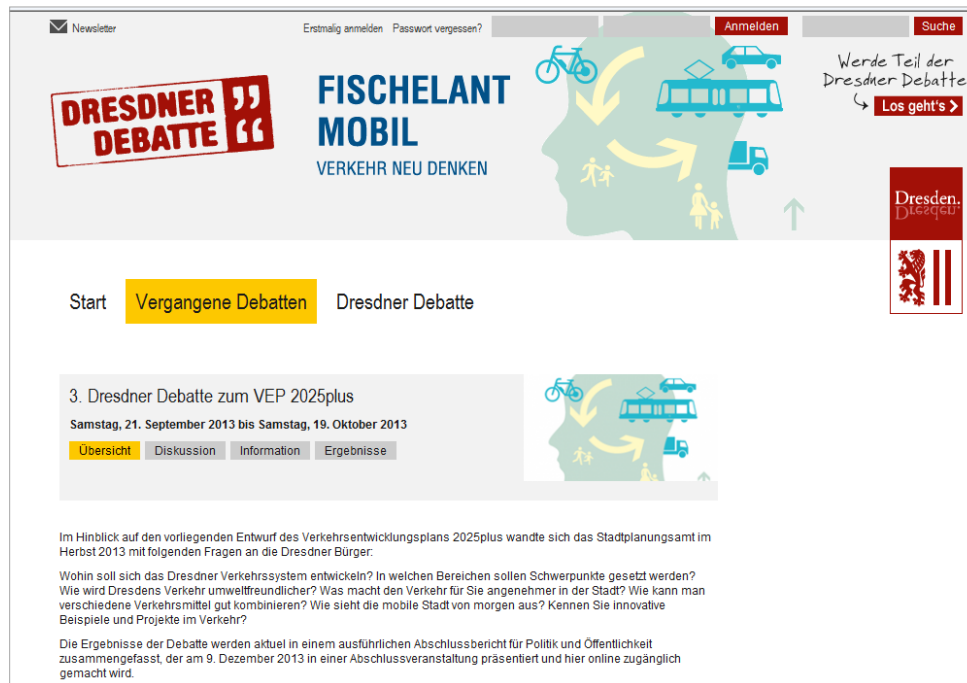 Newsletter
Erstmalig anmelden Passwort vergessen?
Anmelden
Suche
Werde Teil der
Dresdner Debatte
Los geht's
DRESDNER
DEBATTE
FISCHELANT
MOBIL
VERKEHR NEU DENKEN
Dresden.
Dresden.
Start Vergangene Debatten Dresdner Debatte
3. Dresdner Debatte zum VEP 2025plus
Samstag, 21. September 2013 bis Samstag, 19. Oktober 2013
Übersicht Diskussion Information Ergebnisse
Im Hinblick auf den vorliegenden Entwurf des Verkehrsentwicklungsplans 2025plus wandte sich das Stadtplanungsamt im
Herbst 2013 mit folgenden Fragen an die Dresdner Bürger:
Wohin soll sich das Dresdner Verkehrssystem entwickeln? In welchen Bereichen sollen Schwerpunkte gesetzt werden?
Wie wird Dresdens Verkehr umweltfreundlicher? Was macht den Verkehr für Sie angenehmer in der Stadt? Wie kann man
verschiedene Verkehrsmittel gut kombinieren? Wie sieht die mobile Stadt von morgen aus? Kennen Sie innovative
Beispiele und Projekte im Verkehr?
Die Ergebnisse der Debatte werden aktuel in einem ausführlichen Abschlussbericht für Politik und Öffentlichkeit
zusammengefasst, der am 9. Dezember 2013 in einer Abschlussveranstaltung präsentiert und hier online zugänglich
gemacht wird.